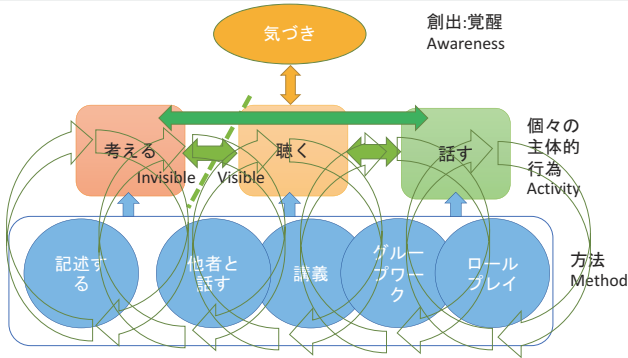 気づき
創出:覚醒
Awareness
考える
聴く
話す
Invisible
Visible
個々の
主体的
行為
Activity
記述す
る
他者と
話す
講義
グルー
プワー
ク
ロール
プレイ
方法
Method